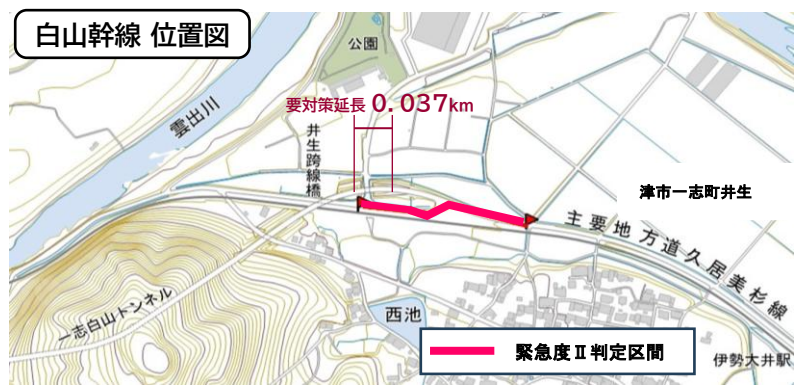 白山幹線 位置図
公園
要対策延長 0.037km
雲出川
井生跨線橋
津市一志町井生
主要地方道久居美杉線
一志白山トンネル
西池
緊急度Ⅱ判定区間
伊勢大井駅